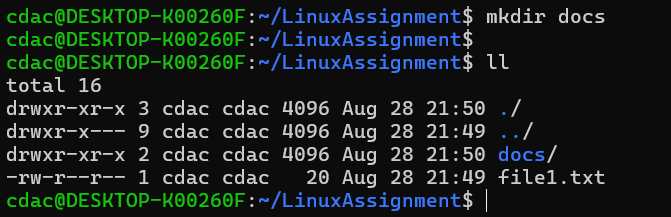 cdac@DESKTOP-K00260F:~/LinuxAssignment$ mkdir docs
cdac@DESKTOP-K00260F:~/LinuxAssignment$
cdac@DESKTOP-K00260F:~/LinuxAssignment$ ll
total 16
drwxr-xr-x 3 cdac cdac 4096 Aug 28 21:50 ./
drwxr-x--- 9 cdac cdac 4096 Aug 28 21:49 ../
drwxr-xr-x 2 cdac cdac 4096 Aug 28 21:50 docs/
-rw-r--r-- 1 cdac cdac   20 Aug 28 21:49 file1.txt
cdac@DESKTOP-K00260F:~/LinuxAssignment$